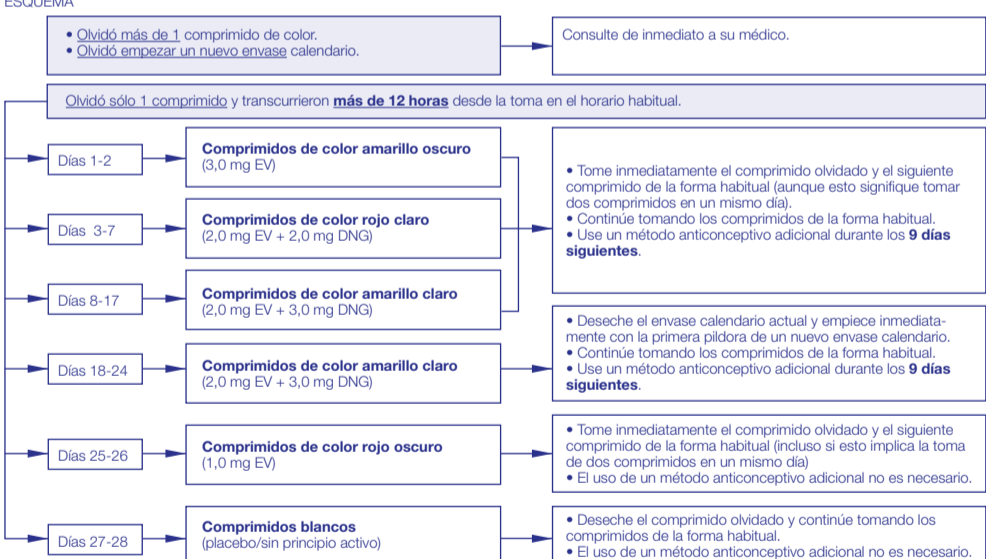 ESQUEMA
• Olvidó más de 1 comprimido de color.
• Olvidó empezar un nuevo envase calendario.
Consulte de inmediato a su médico.
Olvidó sólo 1 comprimido y transcurrieron más de 12 horas desde la toma en el horario habitual.
Días 1-2
Comprimidos de color amarillo oscuro
(3,0 mg EV)
Días 3-7
Comprimidos de color rojo claro
(2,0 mg EV + 2,0 mg DNG)
Días 8-17
Comprimidos de color amarillo claro
(2,0 mg EV + 3,0 mg DNG)
• Tome inmediatamente el comprimido olvidado y el siguiente
comprimido de la forma habitual (aunque esto signifique tomar
dos comprimidos en un mismo día).
• Continúe tomando los comprimidos de la forma habitual.
• Use un método anticonceptivo adicional durante los 9 días
siguientes.
Días 18-24
Comprimidos de color amarillo claro
(2,0 mg EV + 3,0 mg DNG)
• Deseche el envase calendario actual y empiece inmediata-
mente con la primera pildora de un nuevo envase calendario.
• Continúe tomando los comprimidos de la forma habitual.
• Use un método anticonceptivo adicional durante los 9 días
siguientes.
Días 25-26
Comprimidos de color rojo oscuro
(1,0 mg EV)
• Tome inmediatamente el comprimido olvidado y el siguiente
comprimido de la forma habitual (incluso si esto implica la toma
de dos comprimidos en un mismo día)
• El uso de un método anticonceptivo adicional no es necesario.
Días 27-28
Comprimidos blancos
(placebo/sin principio activo)
• Deseche el comprimido olvidado y continúe tomando los
comprimidos de la forma habitual.
• El uso de un método anticonceptivo adicional no es necesario.